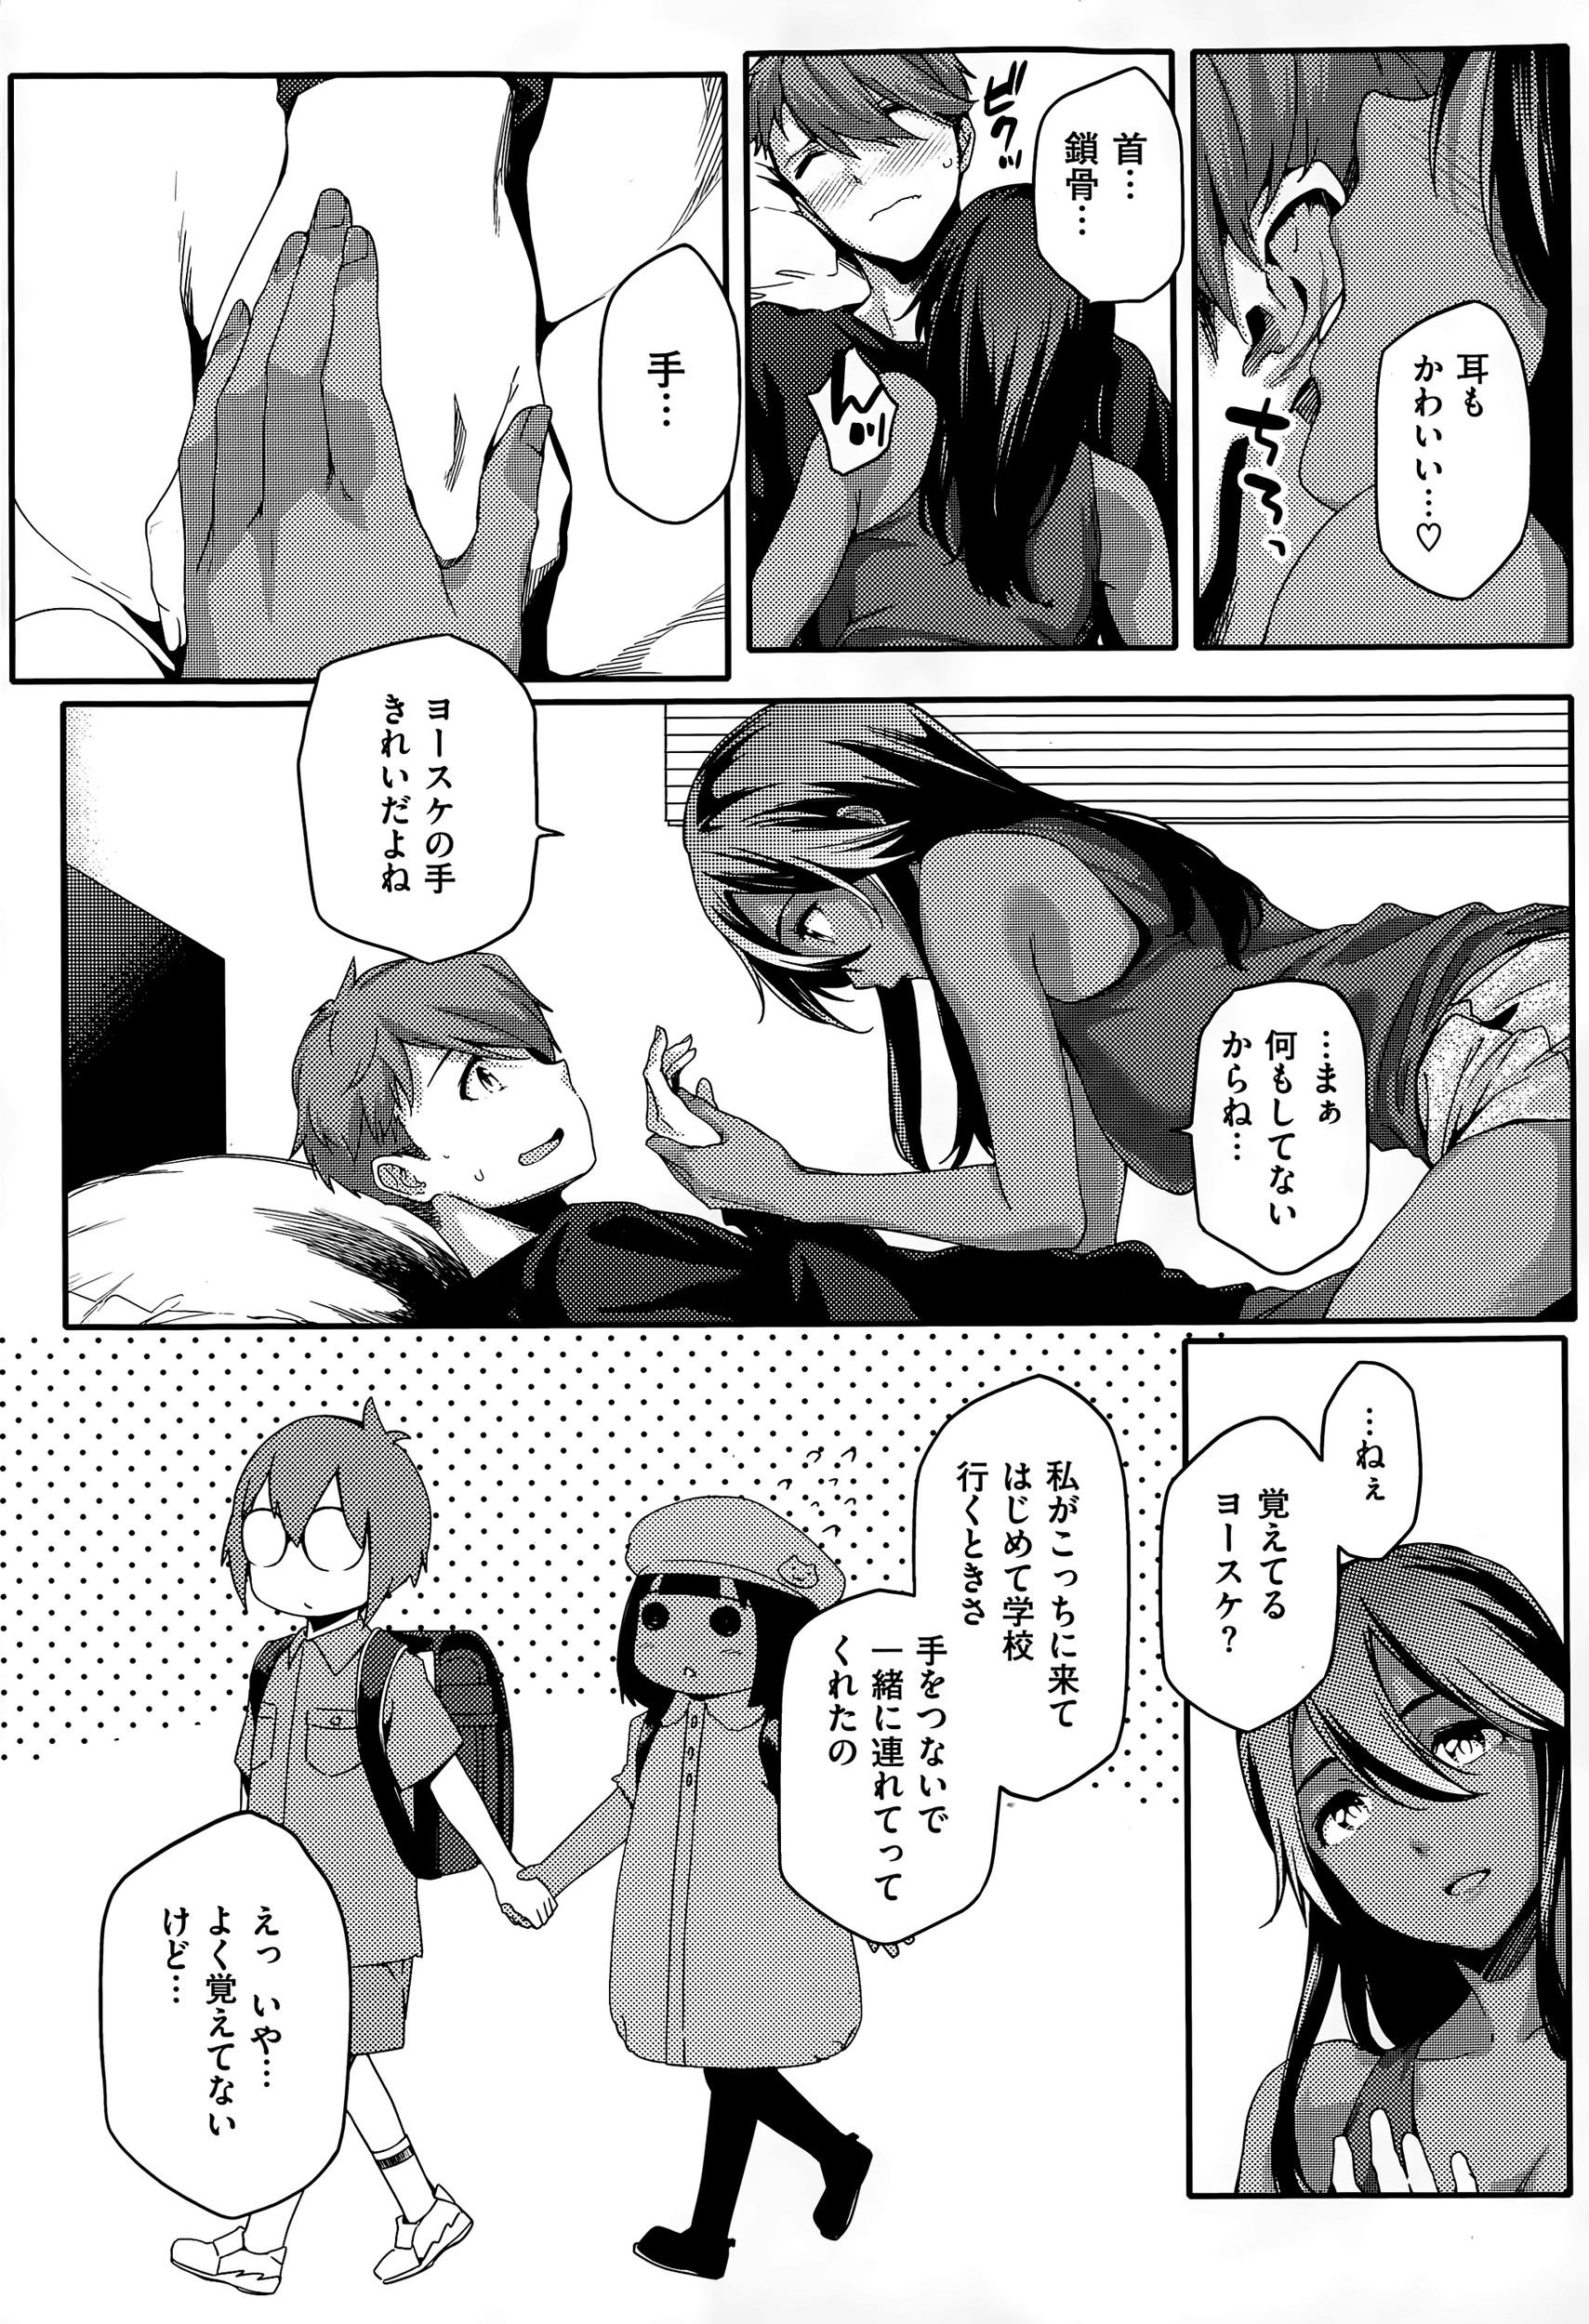 耳も
かわいい…♡
ちろ、
首…
鎖骨…
ビクッ
んッ
手…
ヨースケの手
きれいだよね
…まぁ
何もしてない
からね…
…ねぇ
覚えてる
ヨースケ？
私がこっちに来て
はじめて学校
行くときさ
手をつないで
一緒に連れてって
くれたの
えっ いや…
よく覚えてない
けど…